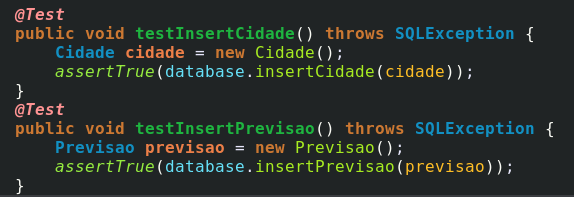 @Test
public void testInsertCidade() throws SQLException {
    Cidade cidade = new Cidade();
    assertTrue(database.insertCidade(cidade));
}
@Test
public void testInsertPrevisao() throws SQLException {
    Previsao previsao = new Previsao();
    assertTrue(database.insertPrevisao(previsao));
}